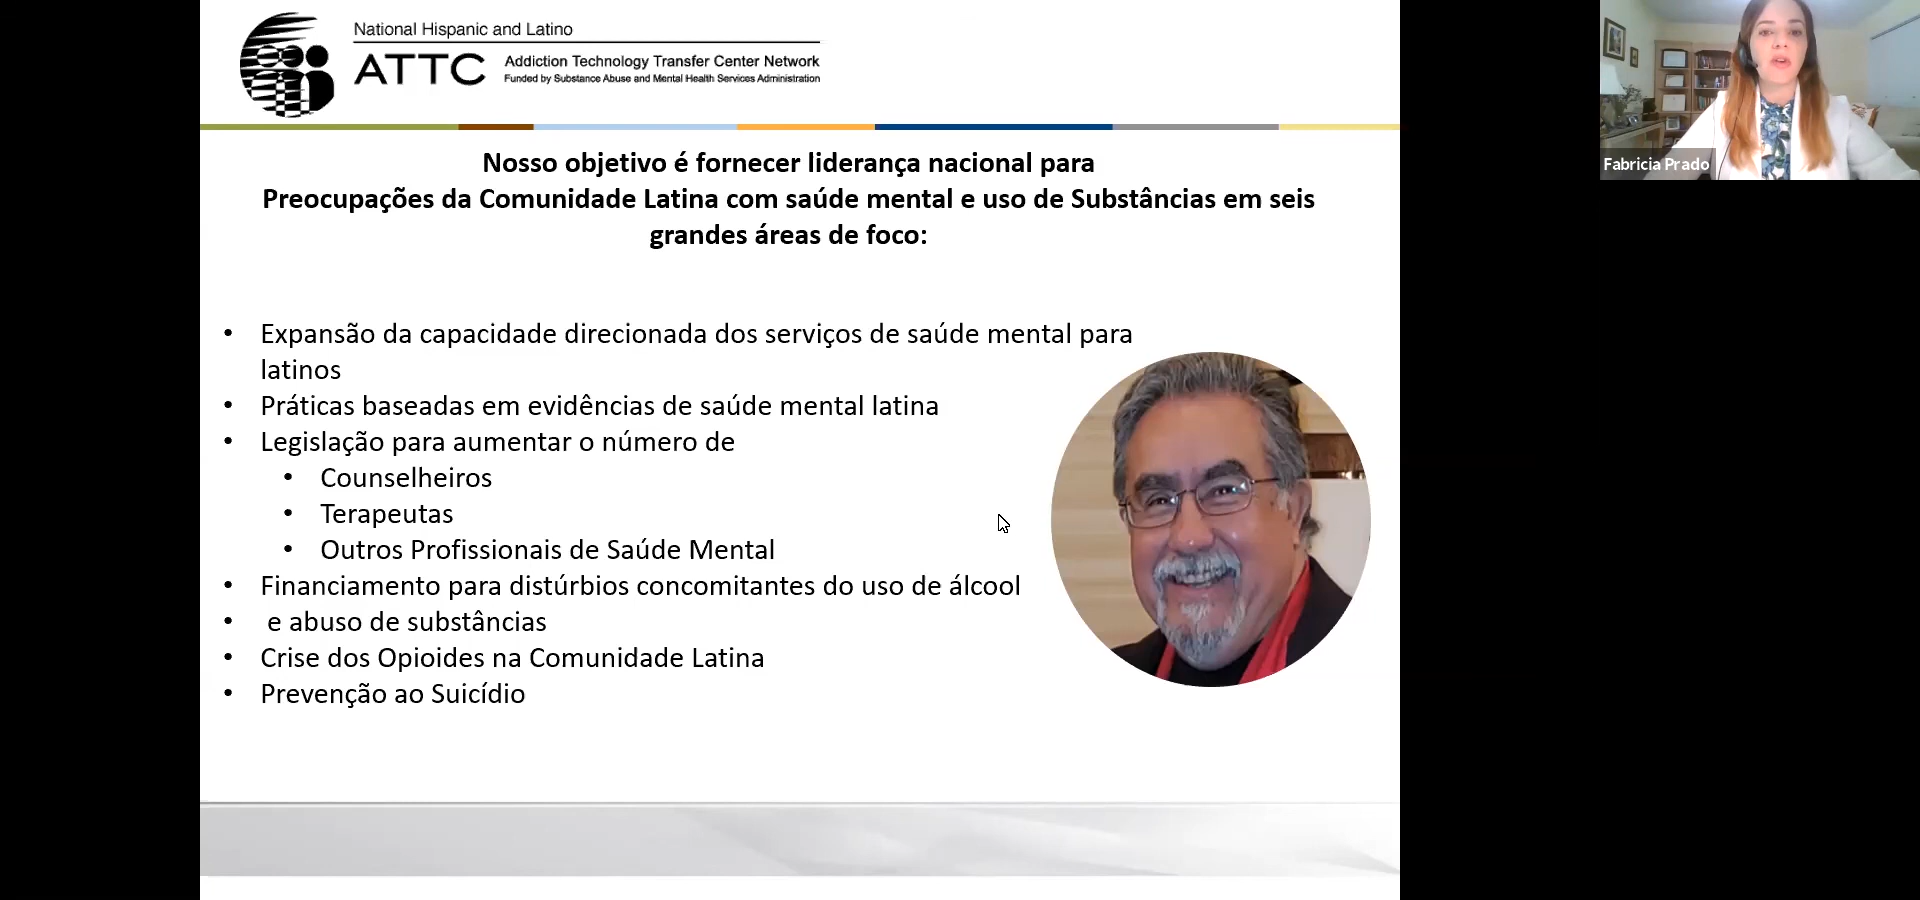 National Hispanic and Latino
ATTC
Addiction Technology Transfer Center Network
Funded by Substance Abuse and Mental Health Services Administration
Fabricia Prado
Nosso objetivo é fornecer liderança nacional para
Preocupações da Comunidade Latina com saúde mental e uso de Substâncias em seis
grandes áreas de foco:
• Expansão da capacidade direcionada dos serviços de saúde mental para
latinos
• Práticas baseadas em evidências de saúde mental latina
• Legislação para aumentar o número de
• Counselheiros
• Terapeutas
• Outros Profissionais de Saúde Mental
• Financiamento para distúrbios concomitantes do uso de álcool
• e abuso de substâncias
• Crise dos Opioides na Comunidade Latina
• Prevenção ao Suicídio